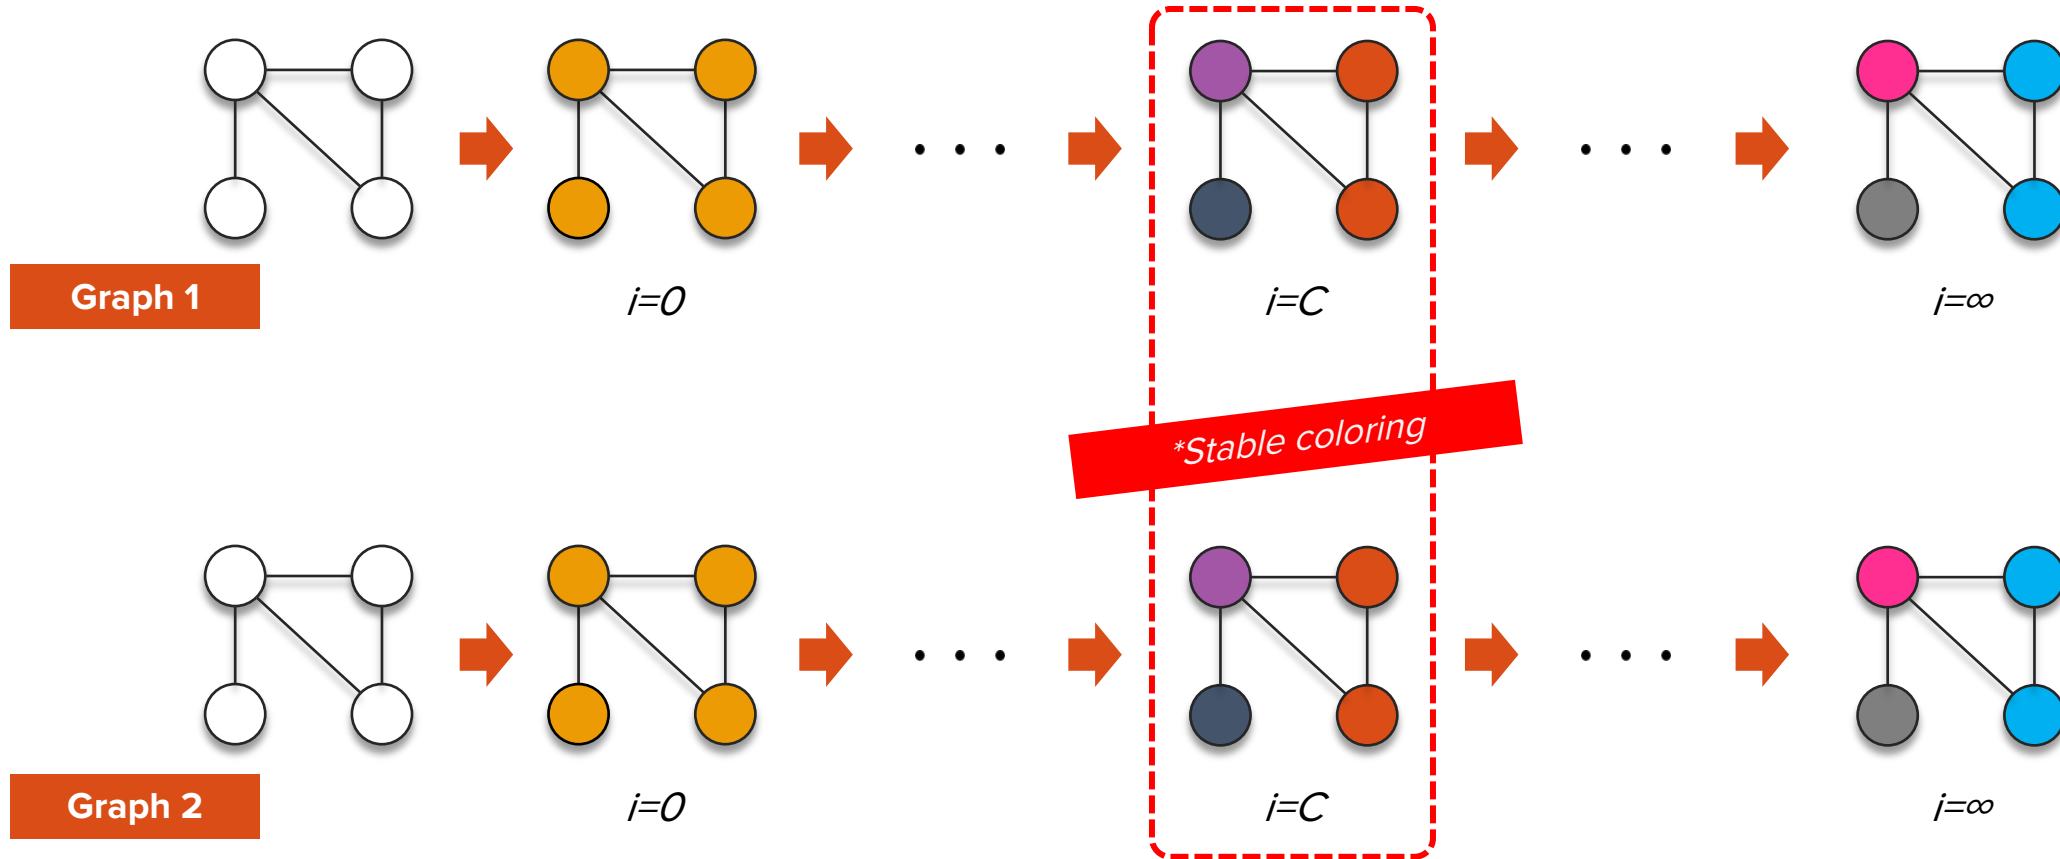 Graph 1
i=0
i=C
i=∞
*Stable coloring
Graph 2
i=0
i=C
i=∞